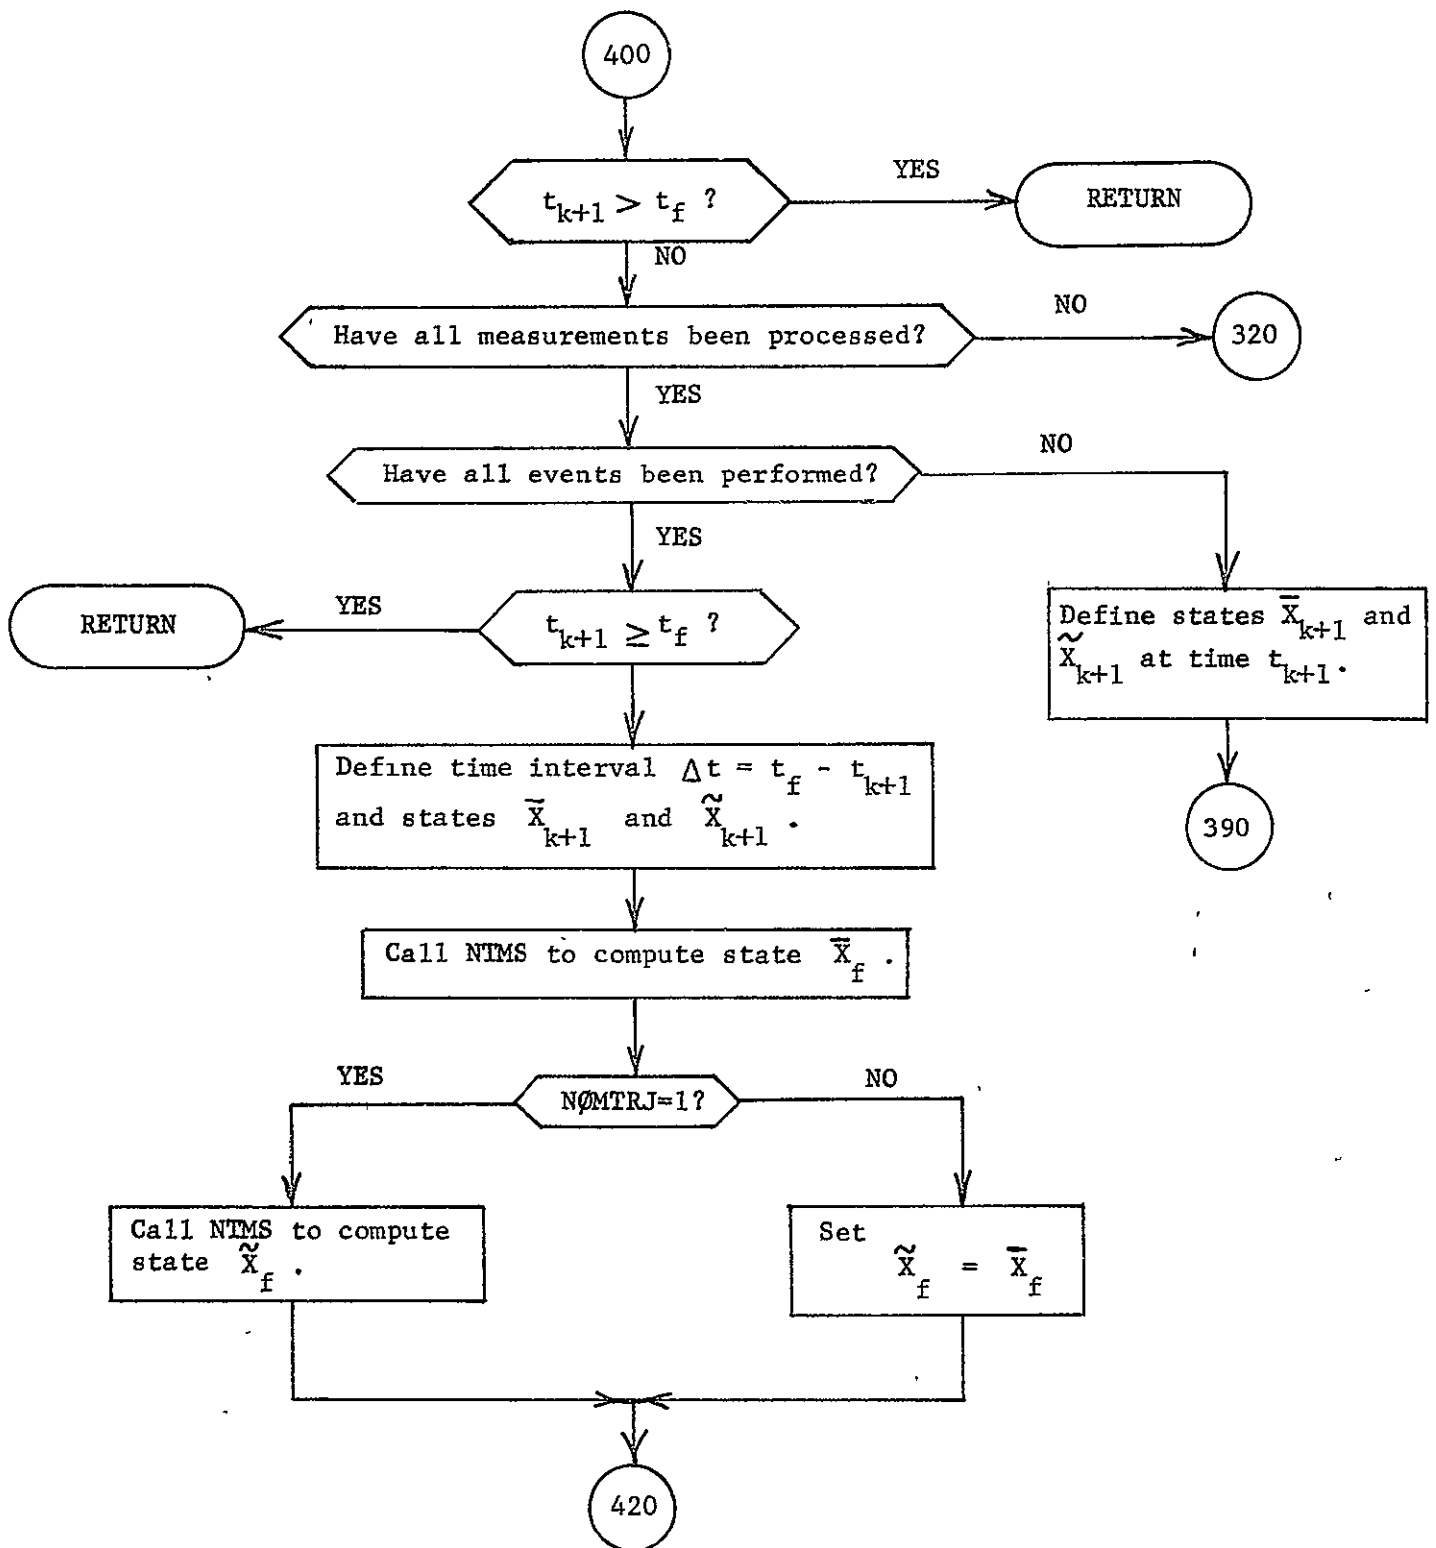 400
t_{k+1} > t_f ?
YES
RETURN
NO
Have all measurements been processed?
NO
320
YES
Have all events been performed?
NO
YES
RETURN
YES
t_{k+1} ≥ t_f ?
Define states X̄_{k+1} and
X̃_{k+1} at time t_{k+1}.
Define time interval Δt = t_f - t_{k+1}
and states X̄_{k+1} and X̃_{k+1} .
390
Call NTMS to compute state X̄_f .
YES
NØMTRJ=1?
NO
Call NTMS to compute
state X̃_f .
Set
X̃_f = X̄_f
420